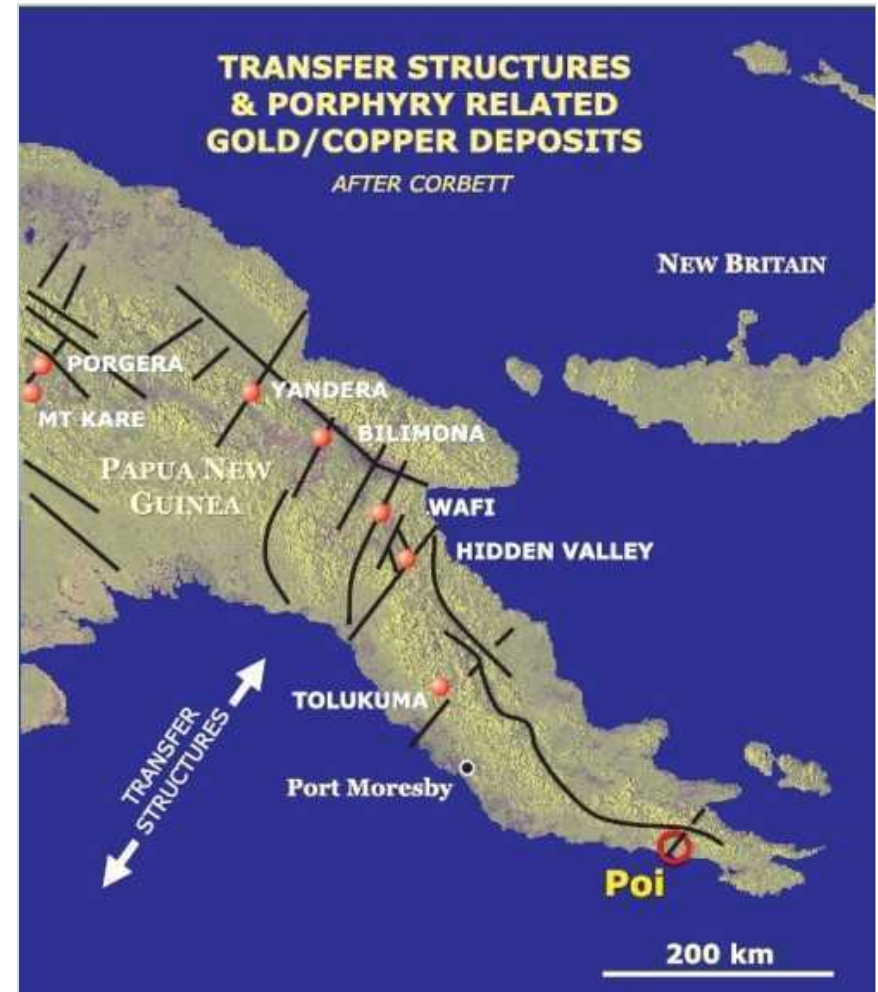 TRANSFER STRUCTURES
& PORPHYRY RELATED
GOLD/COPPER DEPOSITS
AFTER CORBETT
NEW BRITAIN
PORGERA
YANDERA
MT KARE
BILIMONA
PAPUA NEW
GUINEA
WAFI
HIDDEN VALLEY
TOLUKUMA
TRANSFER
STRUCTURES
Port Moresby
Poi
200 km